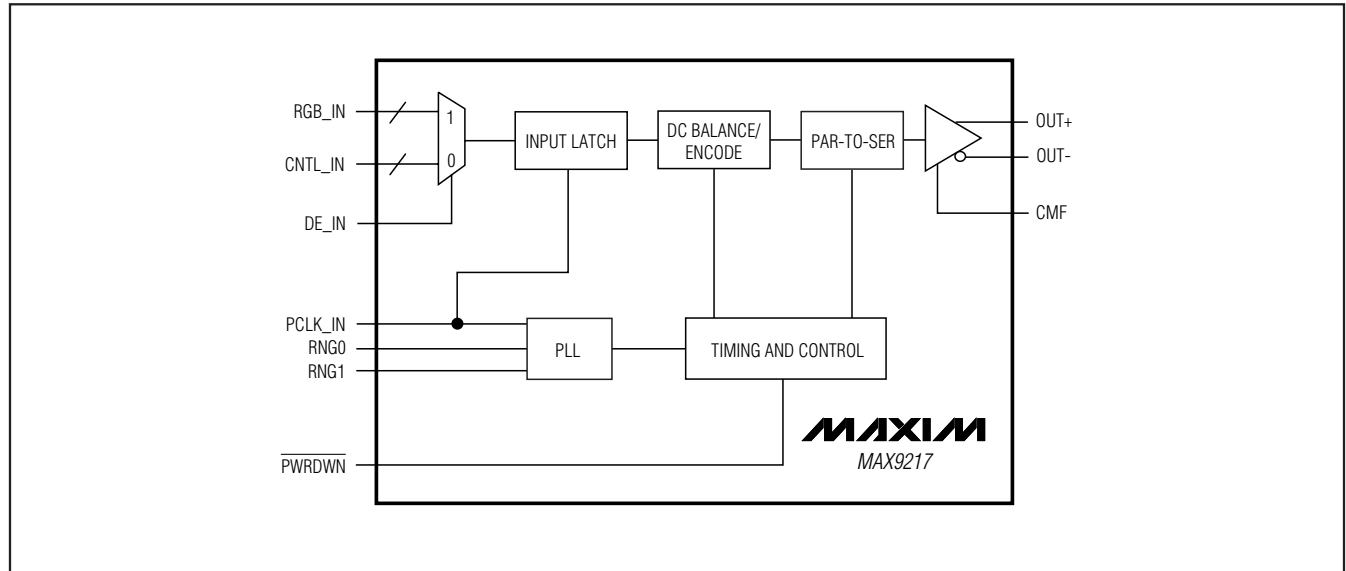 RGB_IN
1
INPUT LATCH
DC BALANCE/
ENCODE
PAR-TO-SER
OUT+
OUT-
CNTL_IN
0
CMF
DE_IN
PCLK_IN
RNG0
RNG1
PLL
TIMING AND CONTROL
MAXIM
MAX9217
PWRDWN